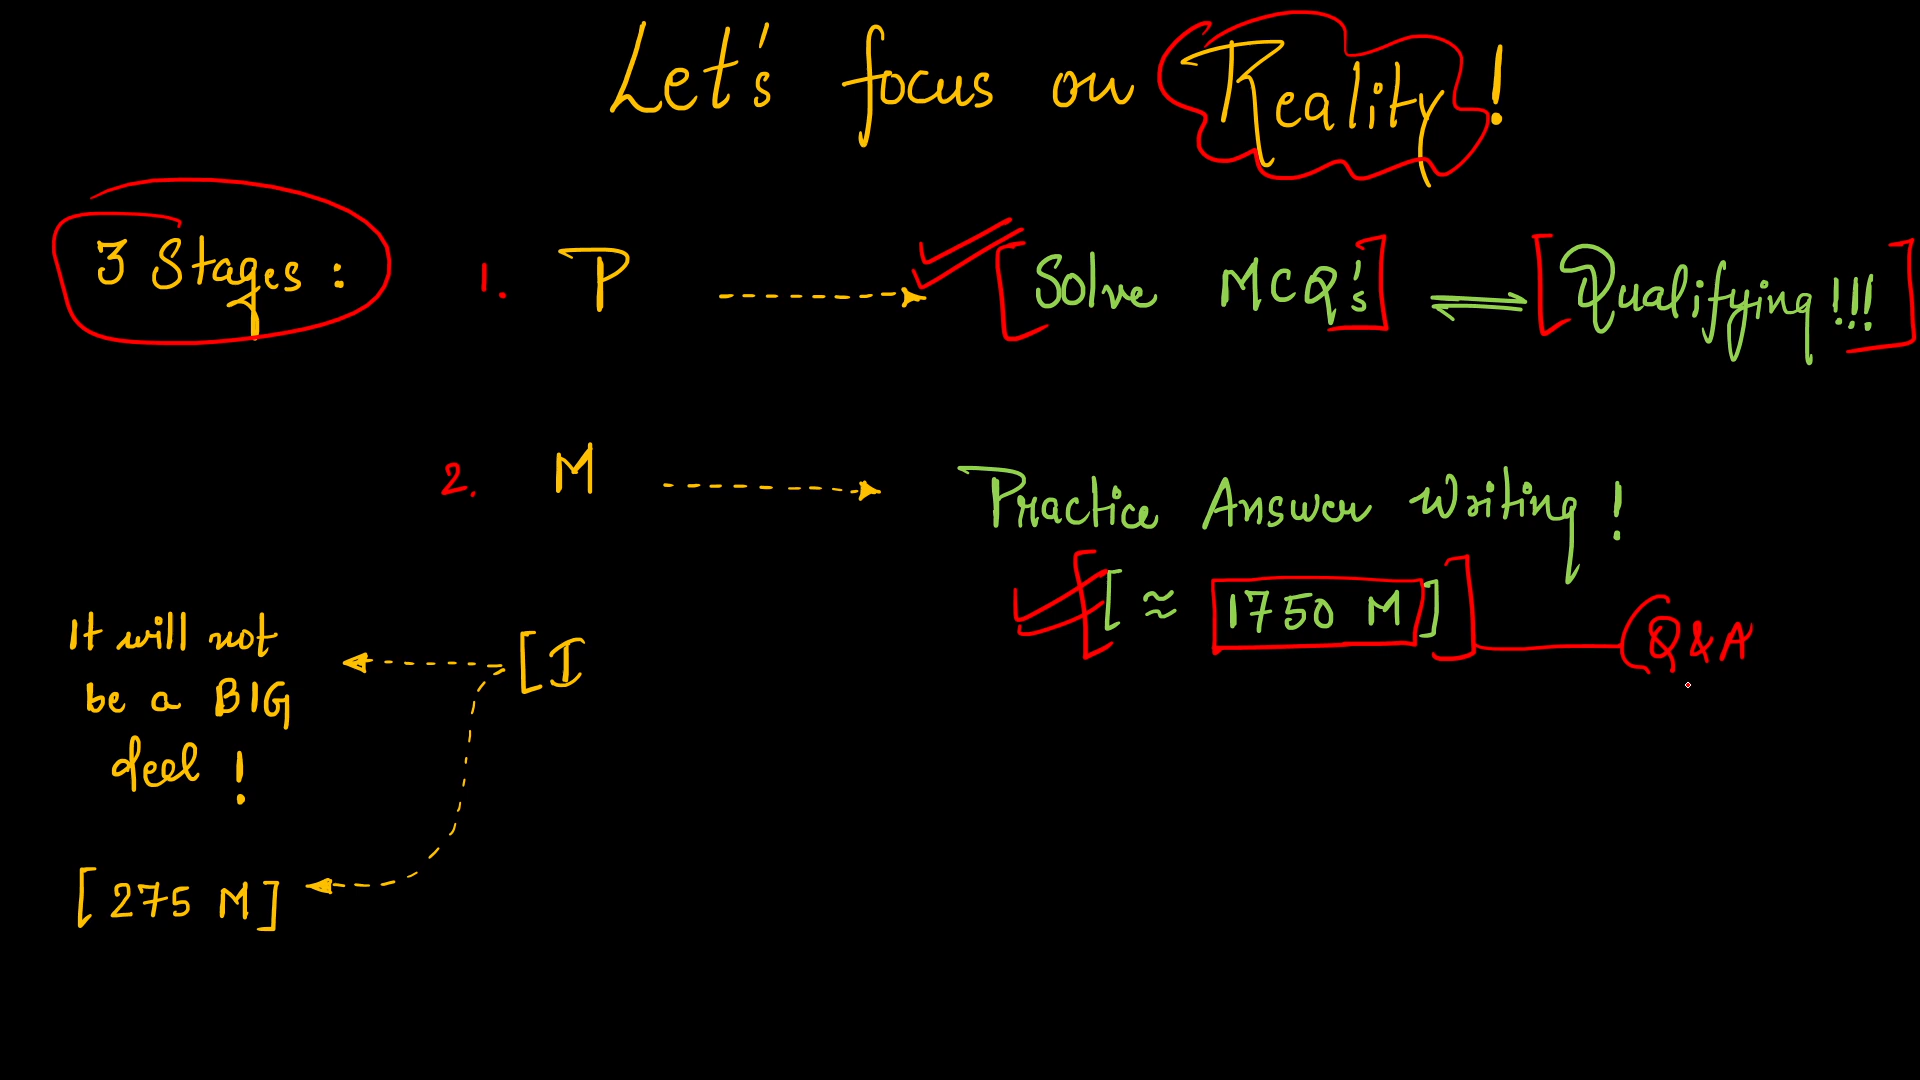 Let's focus on Reality!
3 Stages :
1. P
[Solve MCQ's]
[Qualifying!!!]
2. M
Practice Answer Writing!
[≈ 1750 M]
Q&A
[I
It will not
be a BIG
deel!
[275 M]